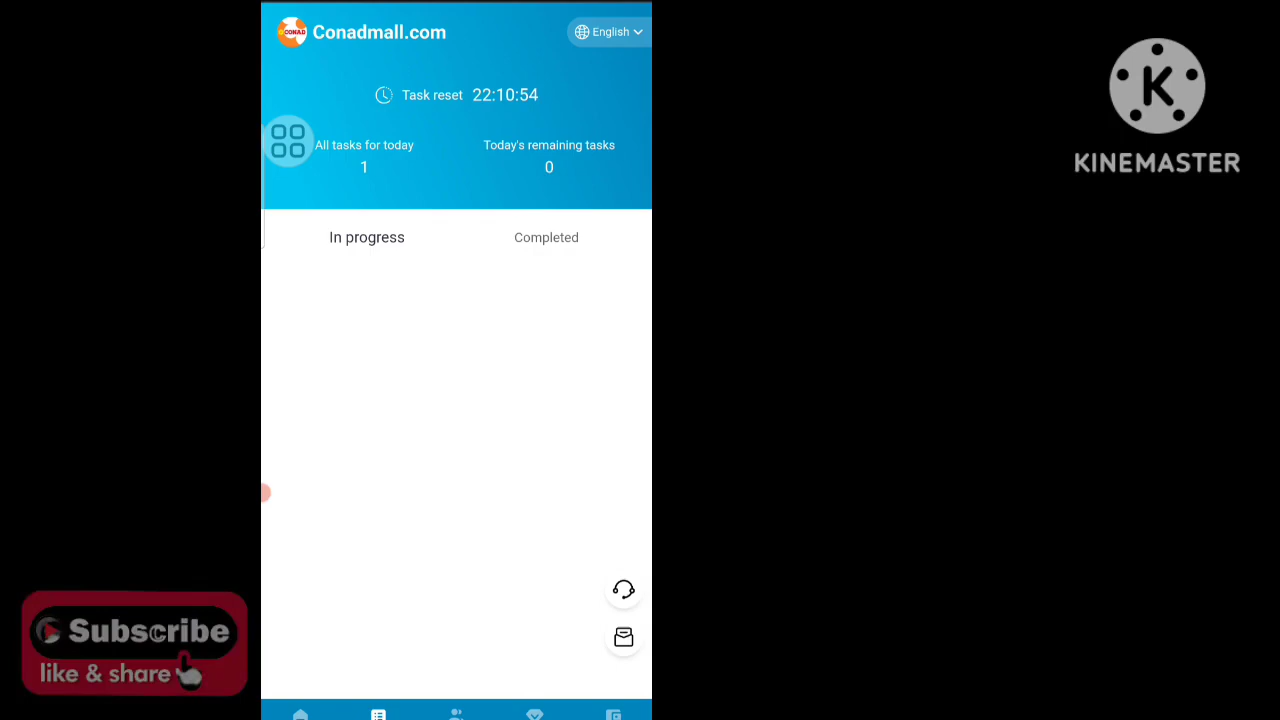 CONAD
Conadmall.com
English
Task reset 22:10:54
All tasks for today
1
Today's remaining tasks
0
In progress
Completed
K
KINEMASTER
Subscribe
like & share